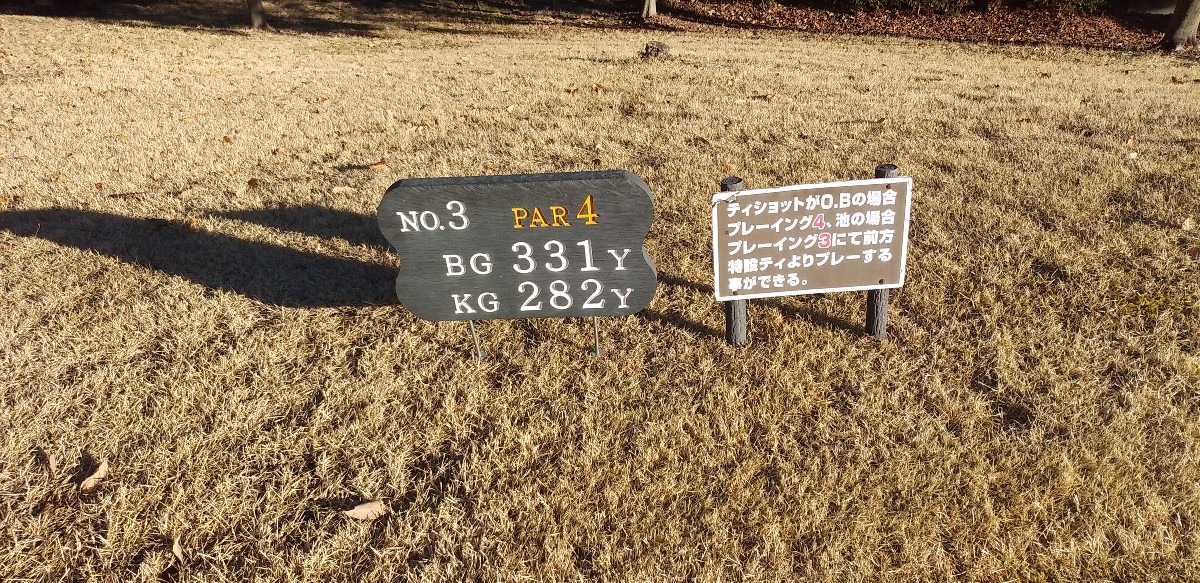 NO.3 PAR 4
BG 331Y
KG 282Y
ティショットがO.Bの場合
プレーイング4、池の場合
プレーイング3にて前方
特設ティよりプレーする
事ができる。